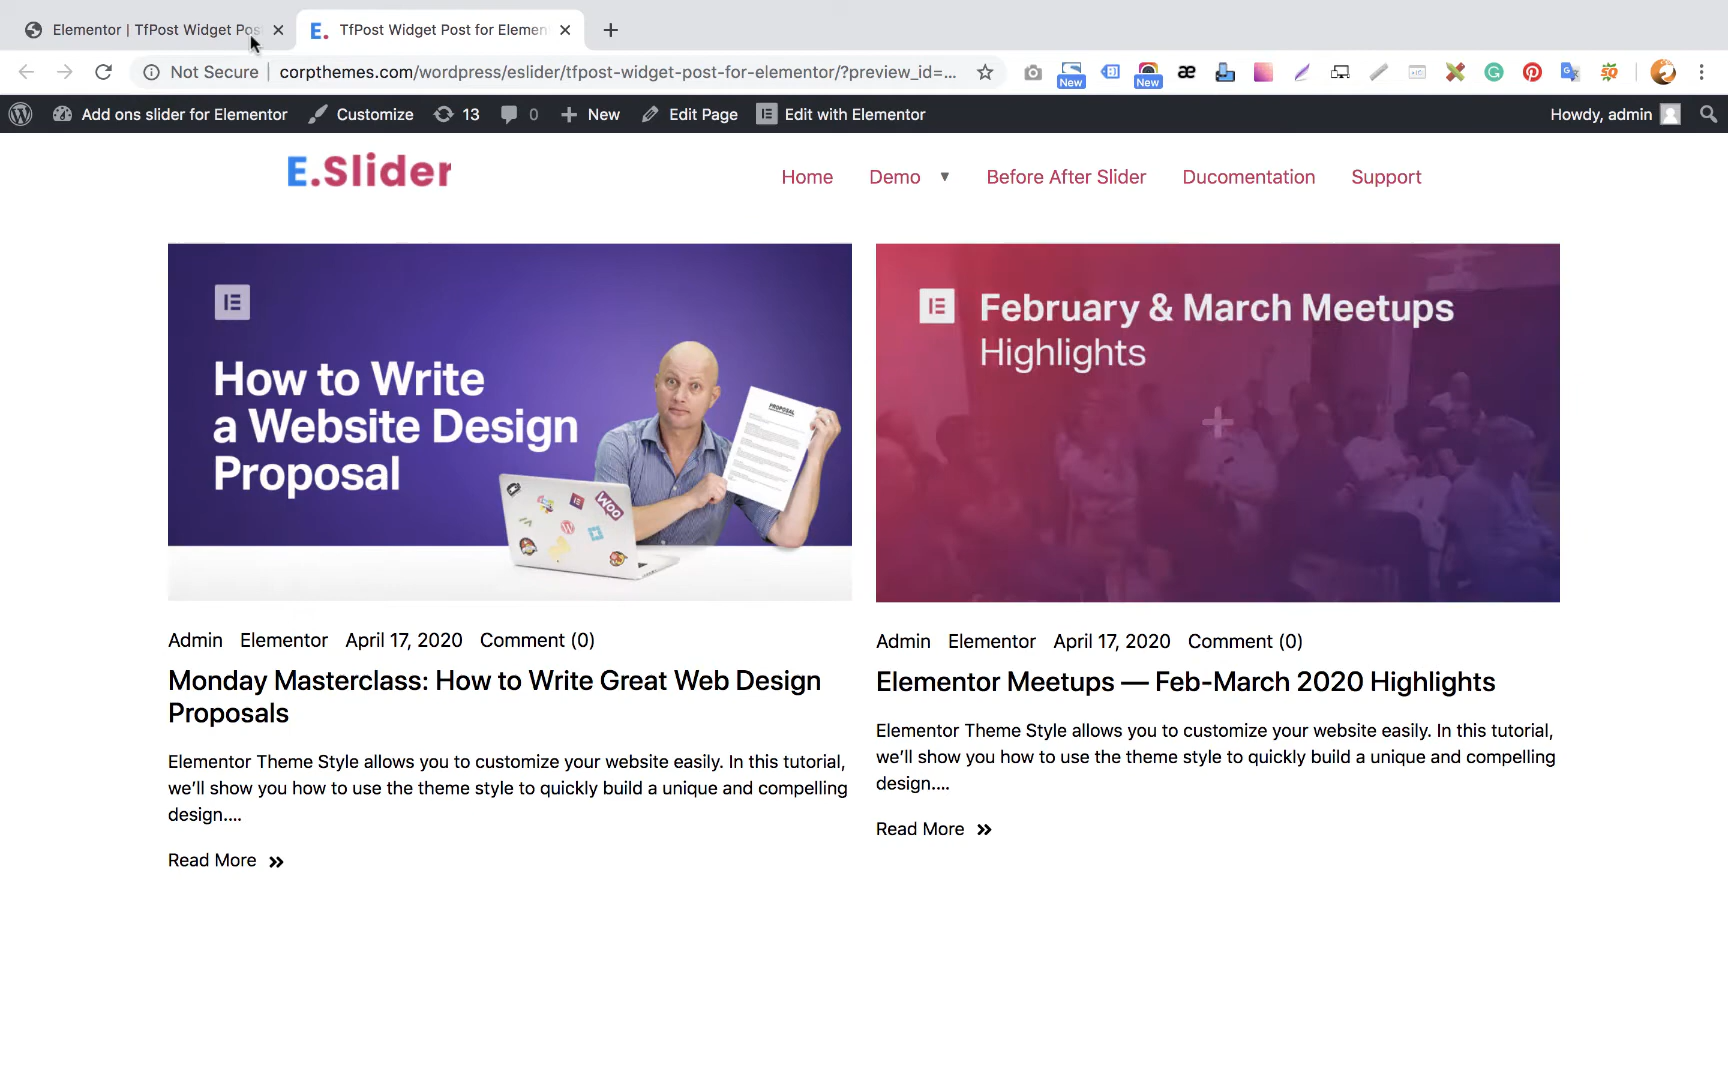 Elementor | TfPost Widget Pos
TfPost Widget Post for Elemen
Not Secure
corpthemes.com/wordpress/eslider/tfpost-widget-post-for-elementor/?preview_id=...
New
New
Add ons slider for Elementor
Customize
13
0
New
Edit Page
Edit with Elementor
Howdy, admin
E.Slider
Home
Demo
Before After Slider
Ducomentation
Support
How to Write
a Website Design
Proposal
PROPOSAL
WOO
February & March Meetups
Highlights
Admin Elementor April 17, 2020 Comment (0)
Monday Masterclass: How to Write Great Web Design
Proposals
Elementor Theme Style allows you to customize your website easily. In this tutorial,
we’ll show you how to use the theme style to quickly build a unique and compelling
design....
Read More »
Admin Elementor April 17, 2020 Comment (0)
Elementor Meetups — Feb-March 2020 Highlights
Elementor Theme Style allows you to customize your website easily. In this tutorial,
we’ll show you how to use the theme style to quickly build a unique and compelling
design....
Read More »